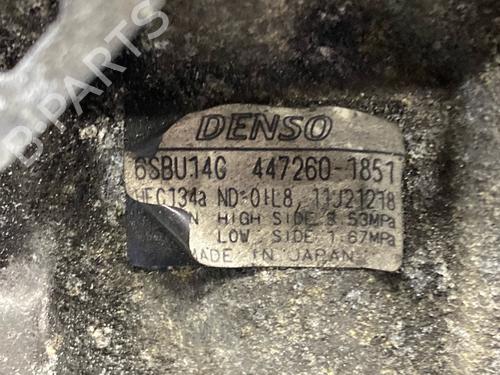 B-PARTS
DENSO
6SBU14C 447260-1851
HFC134a ND-OIL8, 11J21218
N HIGH SIDE 3.53MPa
LOW SIDE 1.67MPa
MADE IN JAPAN